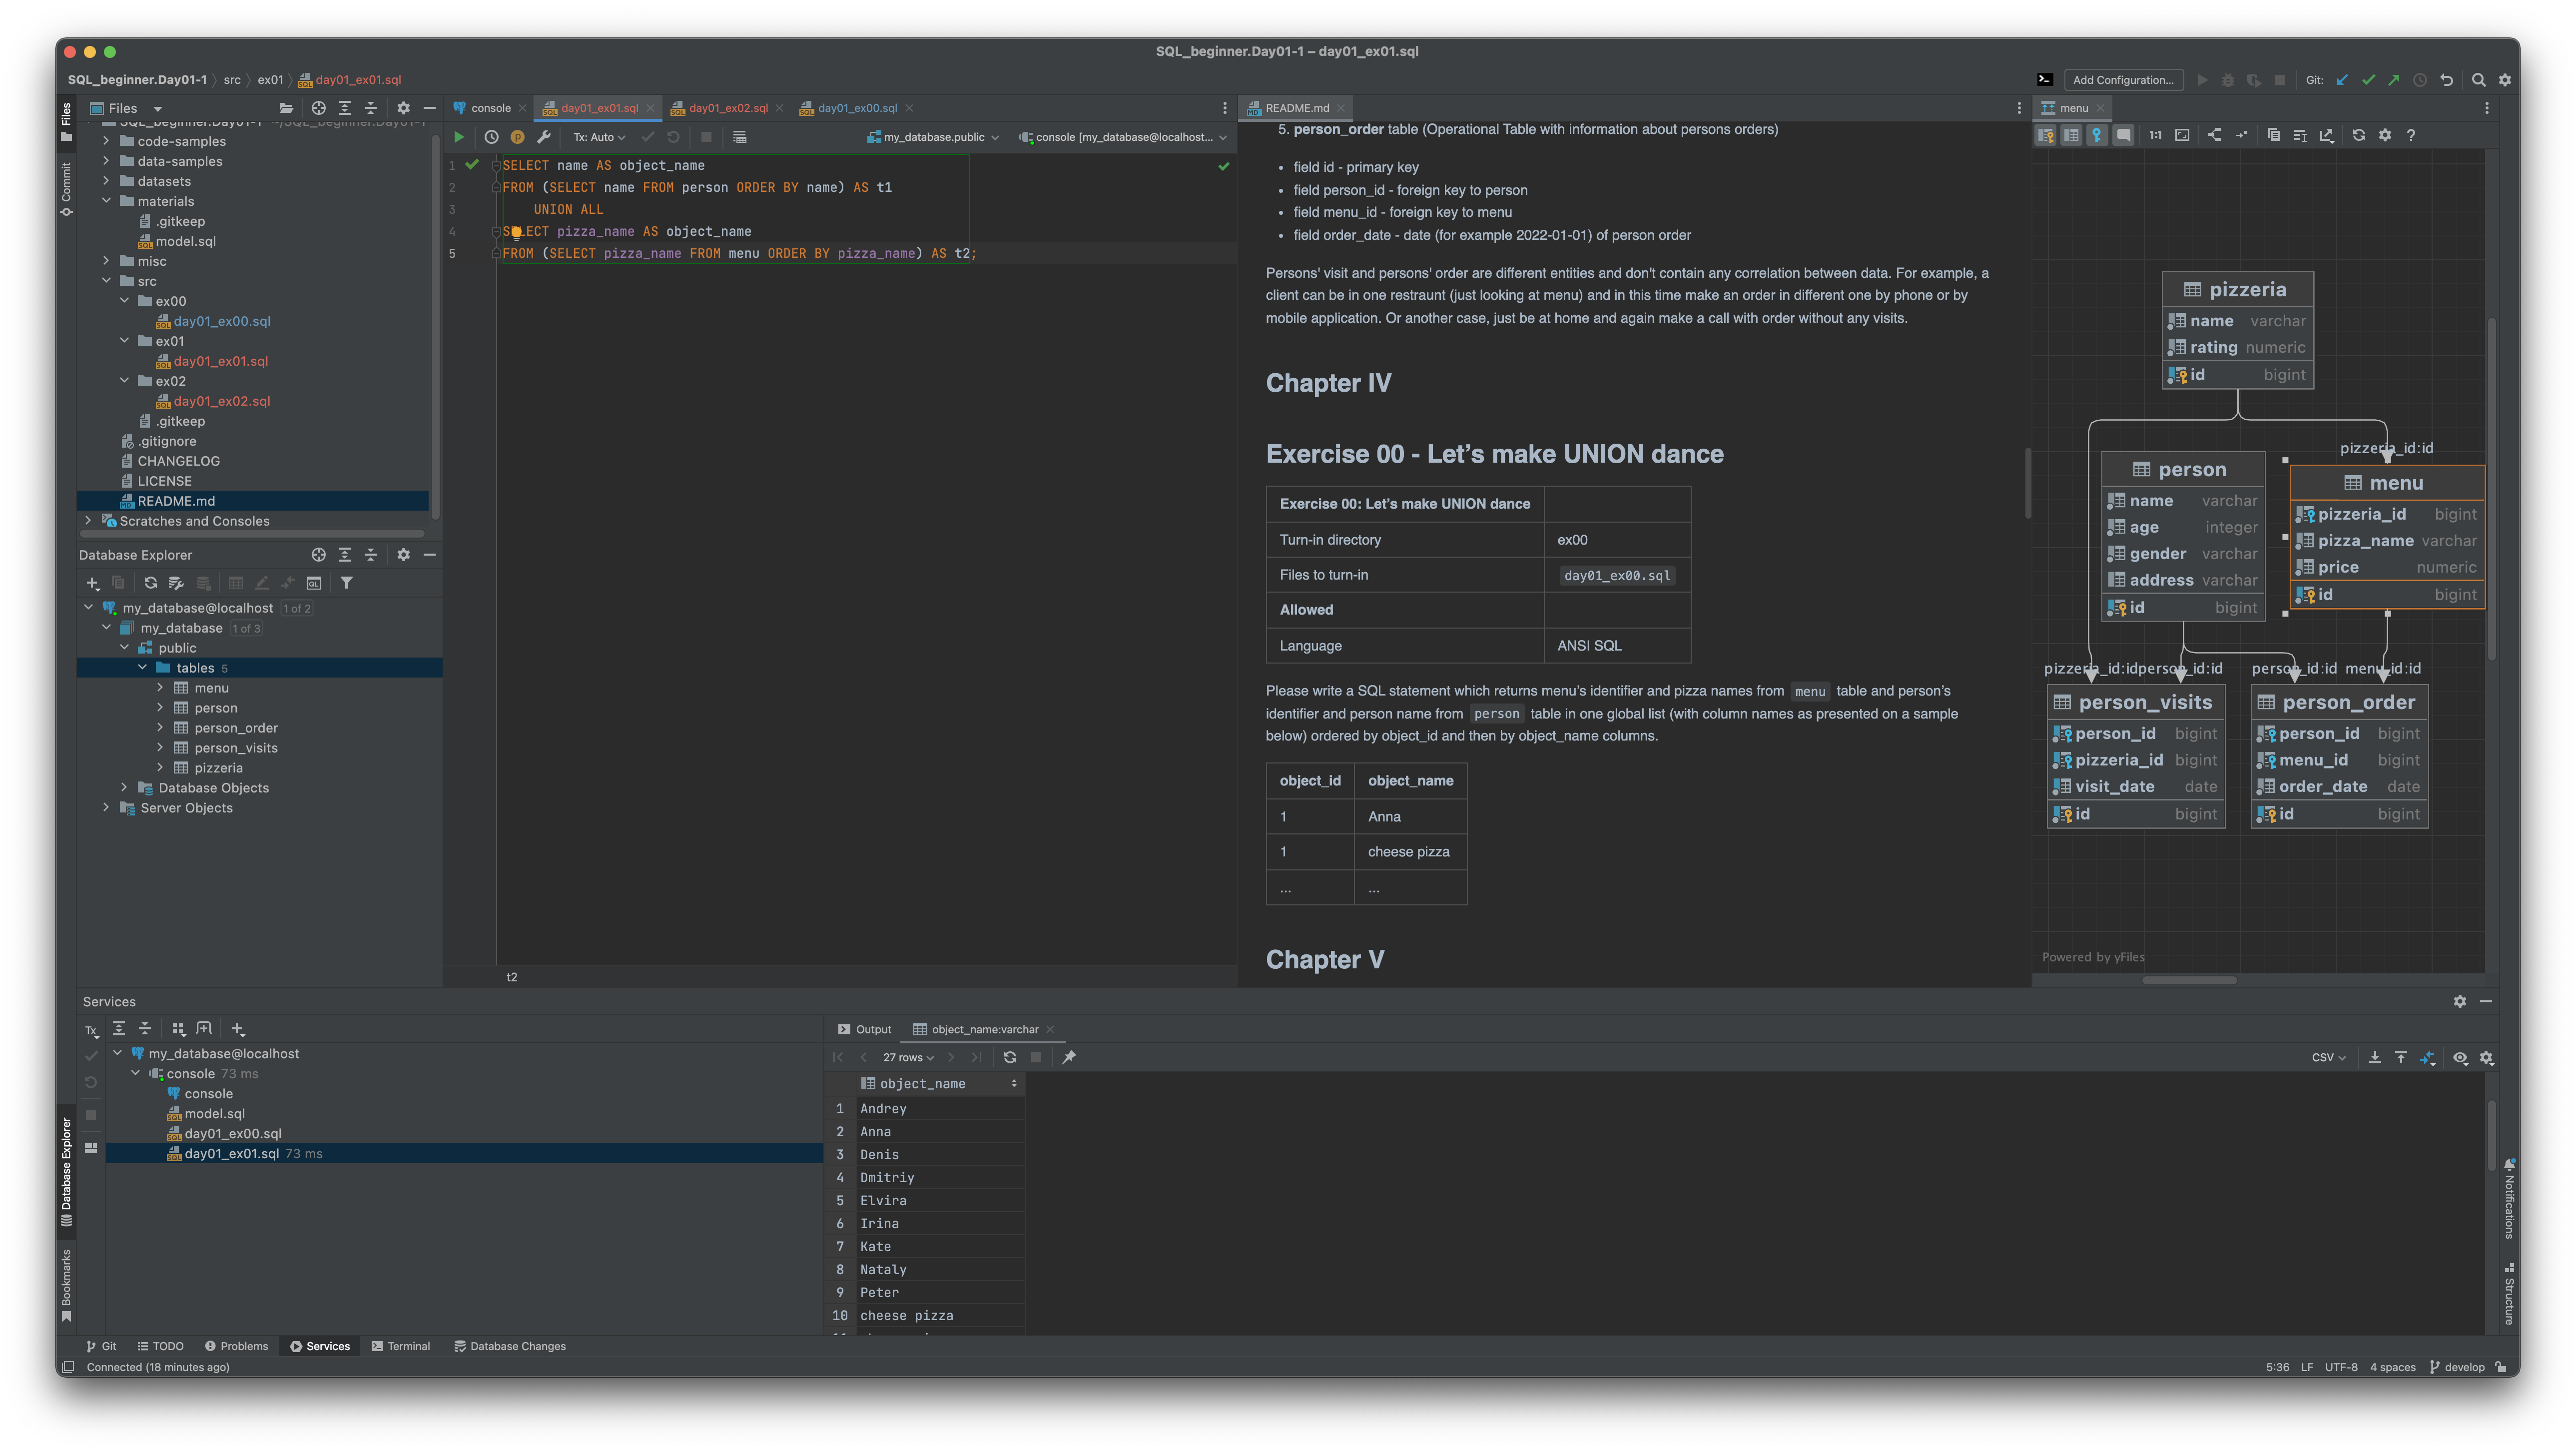 SQL_beginner.Day01-1 – day01_ex01.sql
SQL_beginner.Day01-1 src ex01 day01_ex01.sql
Add Configuration...
Git:
Files
Commit
Database Explorer
Bookmarks
Files
code-samples
data-samples
datasets
materials
.gitkeep
model.sql
misc
src
ex00
day01_ex00.sql
ex01
day01_ex01.sql
ex02
day01_ex02.sql
.gitkeep
.gitignore
CHANGELOG
LICENSE
README.md
Scratches and Consoles
Database Explorer
my_database@localhost 1 of 2
my_database 1 of 3
public
tables 5
menu
person
person_order
person_visits
pizzeria
Database Objects
Server Objects
console day01_ex01.sql day01_ex02.sql day01_ex00.sql
Tx: Auto
my_database.public console [my_database@localhost...
1 SELECT name AS object_name
2 FROM (SELECT name FROM person ORDER BY name) AS t1
3 UNION ALL
4 SELECT pizza_name AS object_name
5 FROM (SELECT pizza_name FROM menu ORDER BY pizza_name) AS t2;
t2
README.md
5. person_order table (Operational Table with information about persons orders)
• field id - primary key
• field person_id - foreign key to person
• field menu_id - foreign key to menu
• field order_date - date (for example 2022-01-01) of person order
Persons' visit and persons' order are different entities and don't contain any correlation between data. For example, a
client can be in one restraunt (just looking at menu) and in this time make an order in different one by phone or by
mobile application. Or another case, just be at home and again make a call with order without any visits.
Chapter IV
Exercise 00 - Let’s make UNION dance
Exercise 00: Let’s make UNION dance
Turn-in directory ex00
Files to turn-in day01_ex00.sql
Allowed
Language ANSI SQL
Please write a SQL statement which returns menu’s identifier and pizza names from menu table and person’s
identifier and person name from person table in one global list (with column names as presented on a sample
below) ordered by object_id and then by object_name columns.
object_id object_name
1 Anna
1 cheese pizza
... ...
Chapter V
menu
1:1
?
pizzeria
name varchar
rating numeric
id bigint
pizzeria_id:id
person
name varchar
age integer
gender varchar
address varchar
id bigint
menu
pizzeria_id bigint
pizza_name varchar
price numeric
id bigint
pizzeria_id:id person_id:id person_id:id menu_id:id
person_visits
person_id bigint
pizzeria_id bigint
visit_date date
id bigint
person_order
person_id bigint
menu_id bigint
order_date date
id bigint
Powered by yFiles
Services
Tx
my_database@localhost
console 73 ms
console
model.sql
day01_ex00.sql
day01_ex01.sql 73 ms
Output object_name:varchar
27 rows
CSV
object_name
1 Andrey
2 Anna
3 Denis
4 Dmitriy
5 Elvira
6 Irina
7 Kate
8 Nataly
9 Peter
10 cheese pizza
Notifications
Structure
Git TODO Problems Services Terminal Database Changes
Connected (18 minutes ago)
5:36 LF UTF-8 4 spaces develop